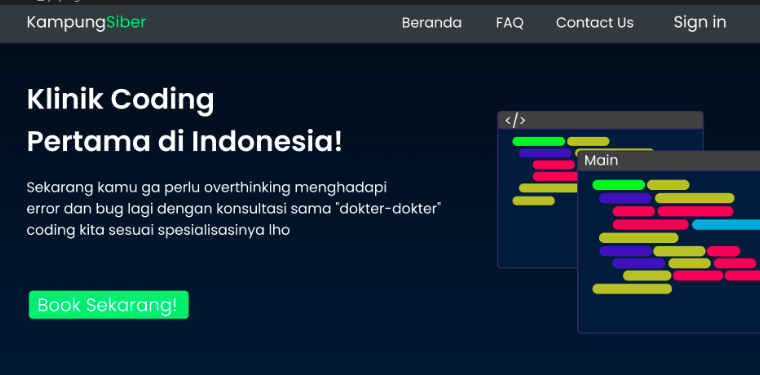 KampungSiber
Beranda FAQ Contact Us Sign in
Klinik Coding
Pertama di Indonesia!
Sekarang kamu ga perlu overthinking menghadapi
error dan bug lagi dengan konsultasi sama "dokter-dokter"
coding kita sesuai spesialisasinya lho
Book Sekarang!
</>
Main